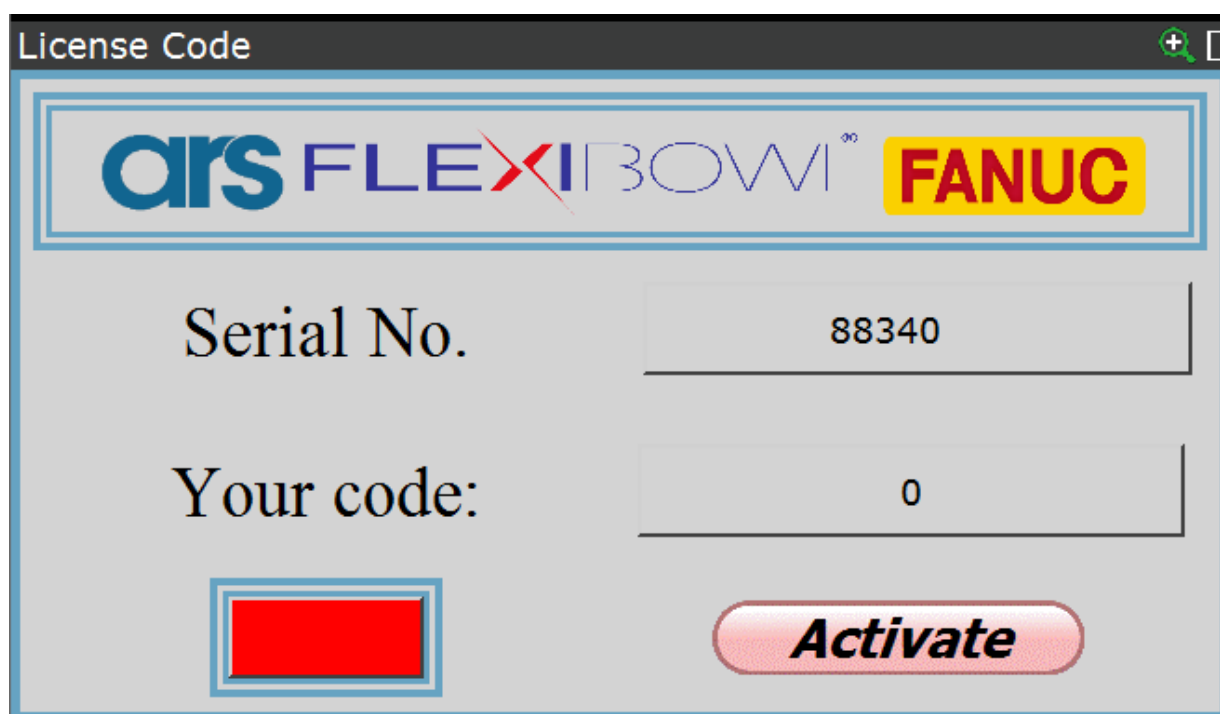 License Code
ars FLEXIBOWl® FANUC
Serial No. 88340
Your code: 0
Activate